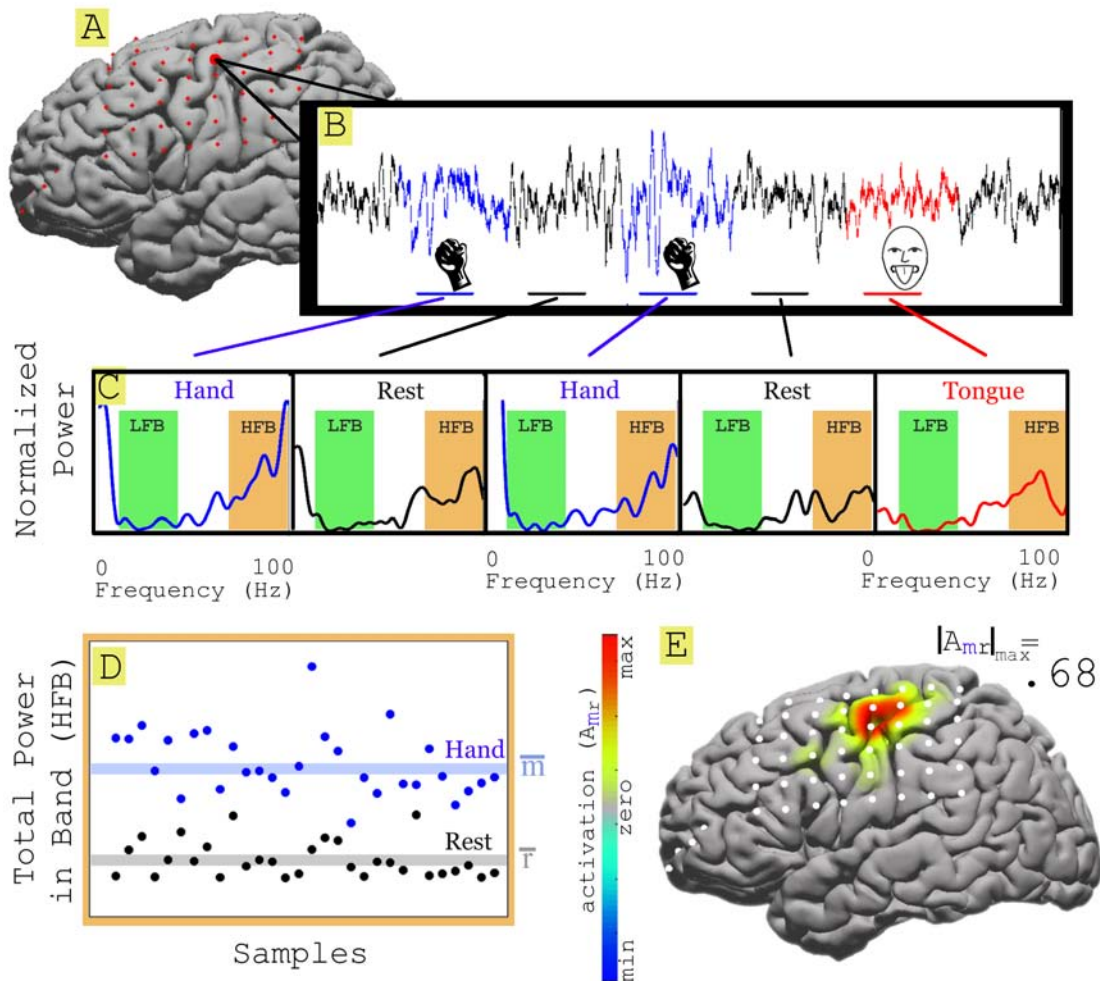 A
B
C
Hand
Rest
Hand
Rest
Tongue
LFB
HFB
LFB
HFB
LFB
HFB
LFB
HFB
LFB
HFB
Normalized
Power
0
100
Frequency (Hz)
0
100
Frequency (Hz)
0
100
Frequency (Hz)
D
Total Power
in Band (HFB)
Hand
m
Rest
r
Samples
activation (Amr)
max
zero
min
E
|Amr|max=
.68